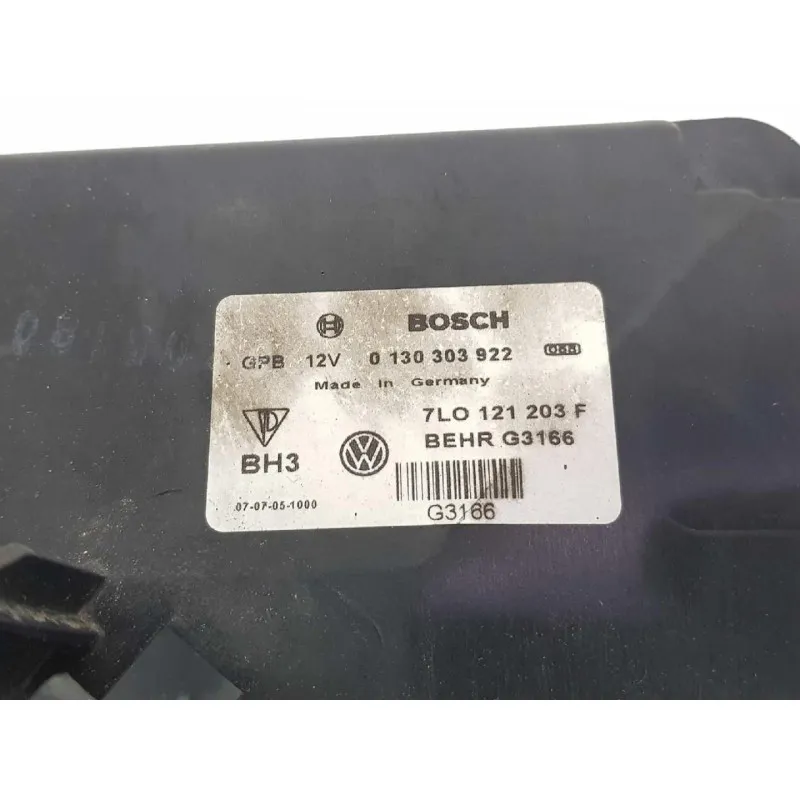 BOSCH
GPB 12V 0 130 303 922
Made in Germany
7LO 121 203 F
BEHR G3166
BH3
07-07-05-1000
G3166